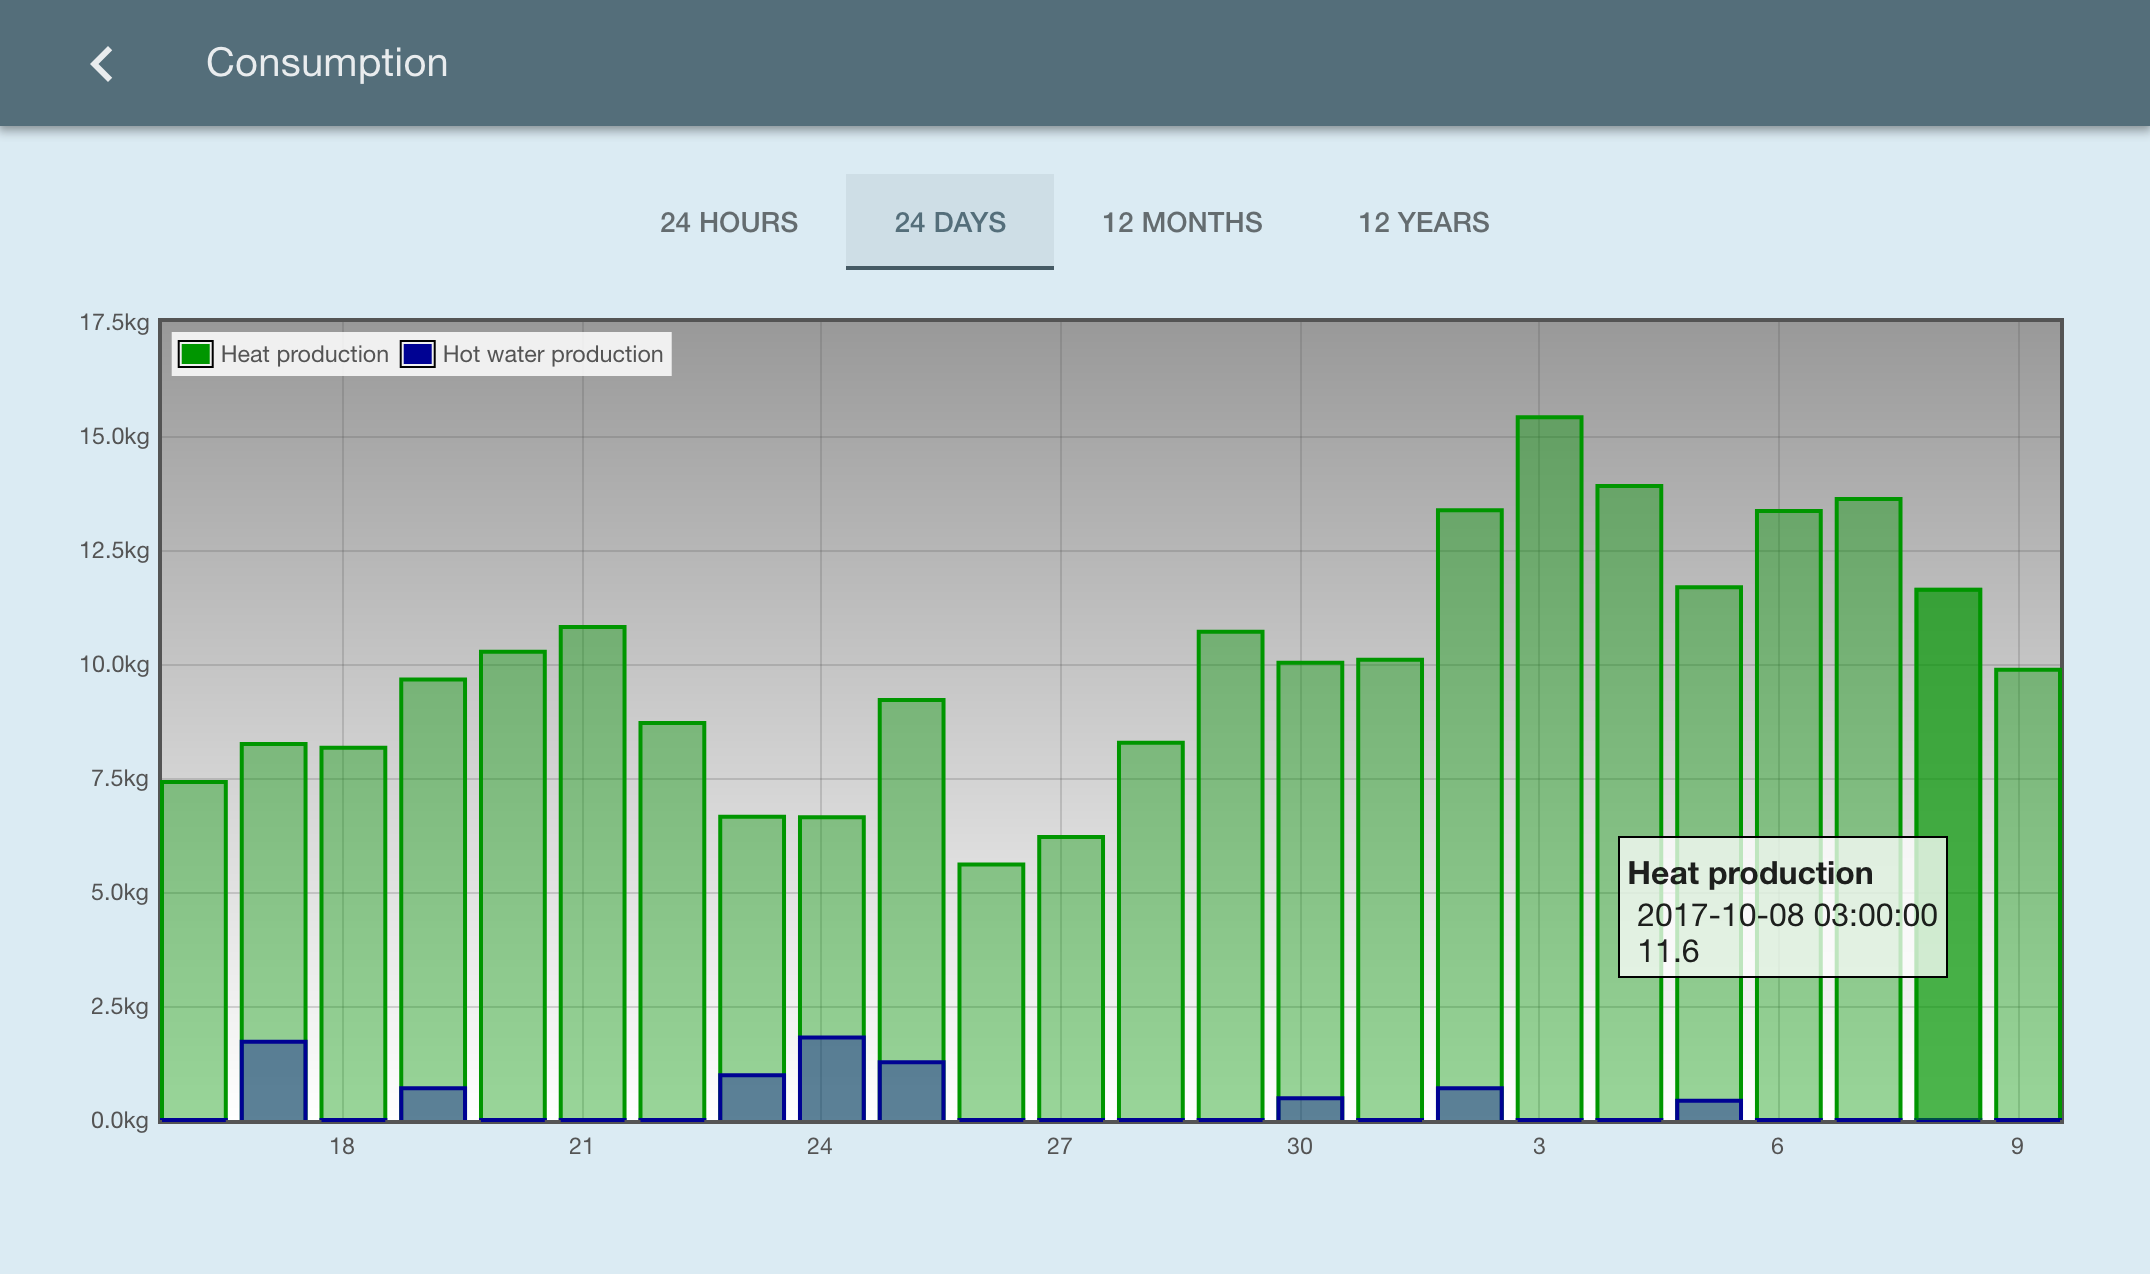 Consumption
24 HOURS
24 DAYS
12 MONTHS
12 YEARS
Heat production
Hot water production
17.5kg
15.0kg
12.5kg
10.0kg
7.5kg
5.0kg
2.5kg
0.0kg
Heat production
2017-10-08 03:00:00
11.6
18
21
24
27
30
3
6
9